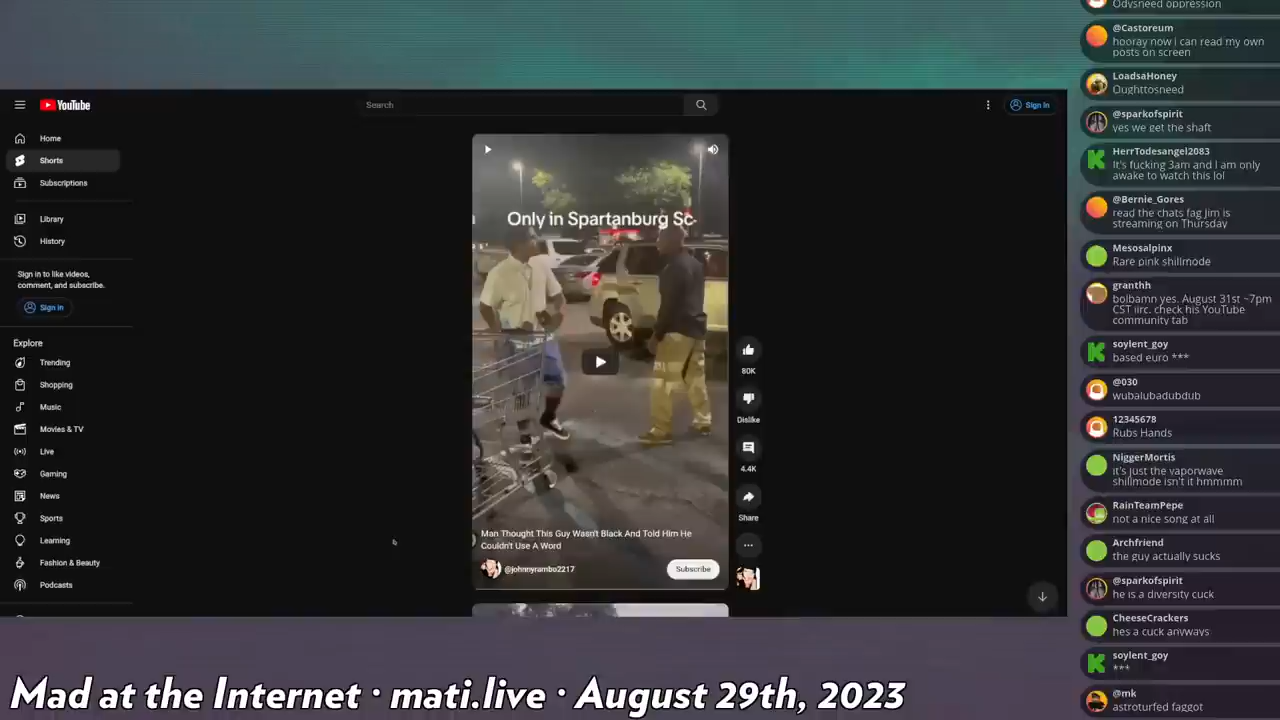 YouTube
Search
Sign in
Home
Shorts
Subscriptions
Library
History
Sign in to like videos,
comment, and subscribe.
Sign in
Explore
Trending
Shopping
Music
Movies & TV
Live
Gaming
News
Sports
Learning
Fashion & Beauty
Podcasts
Only in Spartanburg Sc-
Man Thought This Guy Wasn't Black And Told Him He
Couldn't Use A Word
@johnnyrambo2217
Subscribe
80K
Dislike
4.4K
Share
Odysneed oppression
@Castoreum
hooray now i can read my own
posts on screen
LoadsaHoney
Oughttosneed
@sparkofspirit
yes we get the shaft
HerrTodesangel2083
It's fucking 3am and I am only
awake to watch this lol
@Bernie_Gores
read the chats fag Jim is
streaming on Thursday
Mesosalpinx
Rare pink shillmode
granthh
bolbamn yes. August 31st ~7pm
CST iirc. check his YouTube
community tab
soylent_goy
based euro ***
@030
wubalubadubdub
12345678
Rubs Hands
NiggerMortis
it's just the vaporwave
shillmode isn't it hmmmm
RainTeamPepe
not a nice song at all
Archfriend
the guy actually sucks
@sparkofspirit
he is a diversity cuck
CheeseCrackers
hes a cuck anyways
soylent_goy
***
@mk
astroturfed faggot
Mad at the Internet · mati.live · August 29th, 2023